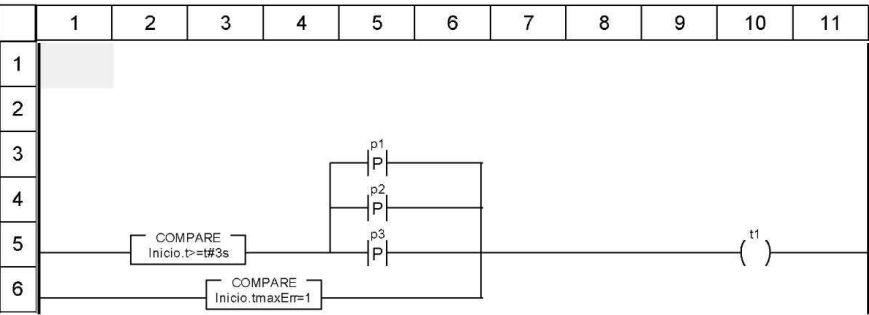 1 2 3 4 5 6 7 8 9 10 11
1
2
3
p1
P
4
p2
P
5
COMPARE
Inicio.t>=t#3s
p3
P
t1
6
COMPARE
Inicio.tmaxErr=1